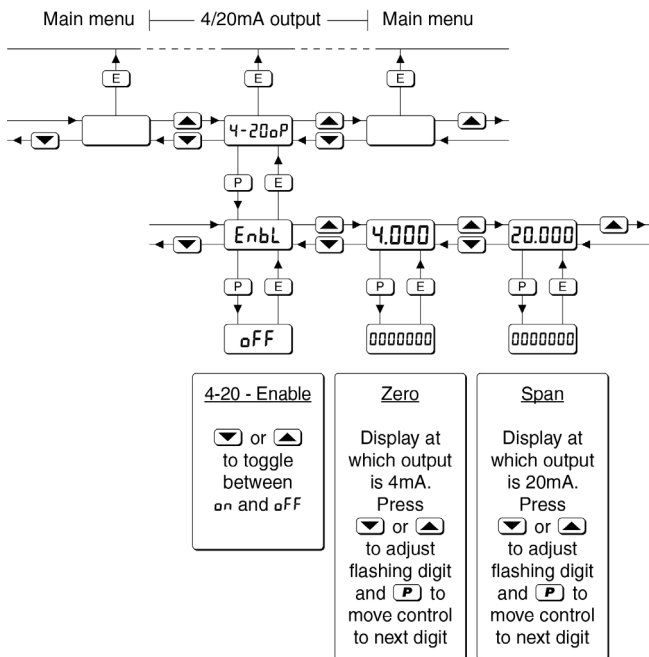 Main menu 4/20mA output Main menu
E E E
4-20oP
P E
EnbL 4.000 20.000
P E P E P E
oFF 0000000 0000000
4-20 - Enable
or
to toggle
between
on and oFF
Zero
Display at
which output
is 4mA.
Press
or
to adjust
flashing digit
and P to
move control
to next digit
Span
Display at
which output
is 20mA.
Press
or
to adjust
flashing digit
and P to
move control
to next digit